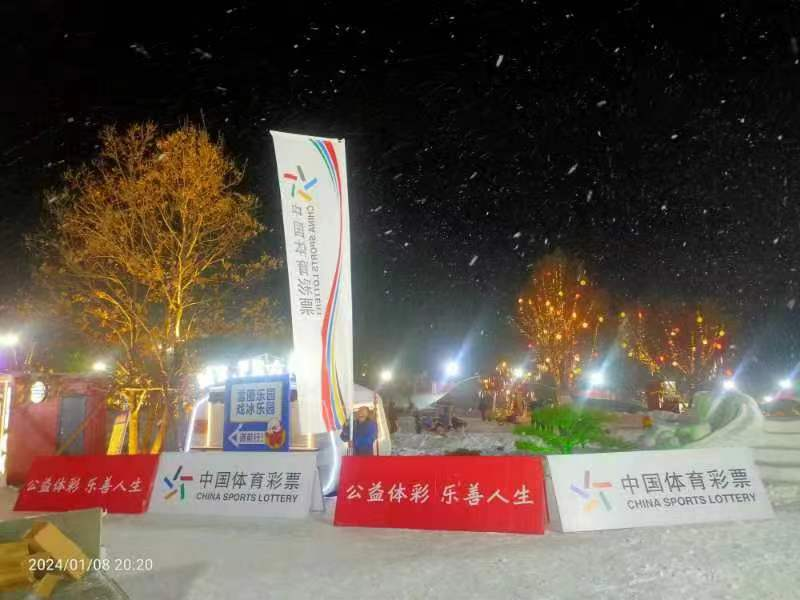 中国体育彩票
CHINA SPORTS LOTTERY
雪圈乐园
戏冰乐园
公益体彩 乐善人生
中国体育彩票
CHINA SPORTS LOTTERY
公益体彩 乐善人生
中国体育彩票
CHINA SPORTS LOTTERY
2024/01/08 20:20